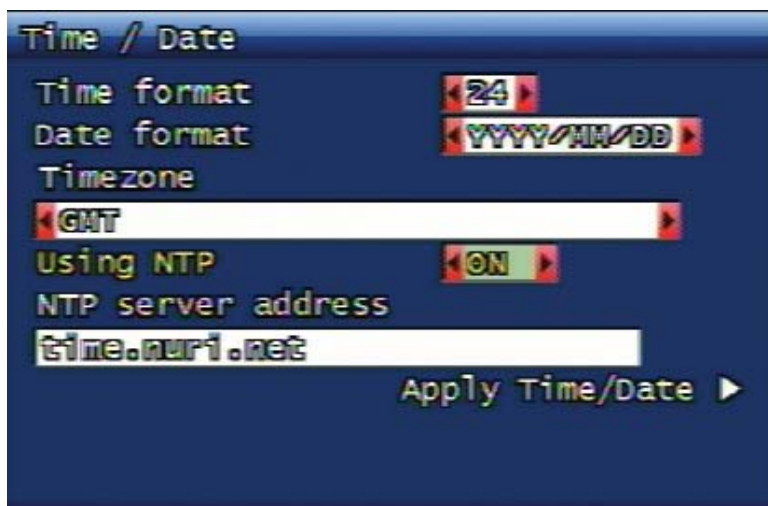 Time / Date
Time format 24
Date format YYYY/MM/DD
Timezone
GMT
Using NTP ON
NTP server address
time.nuri.net
Apply Time/Date